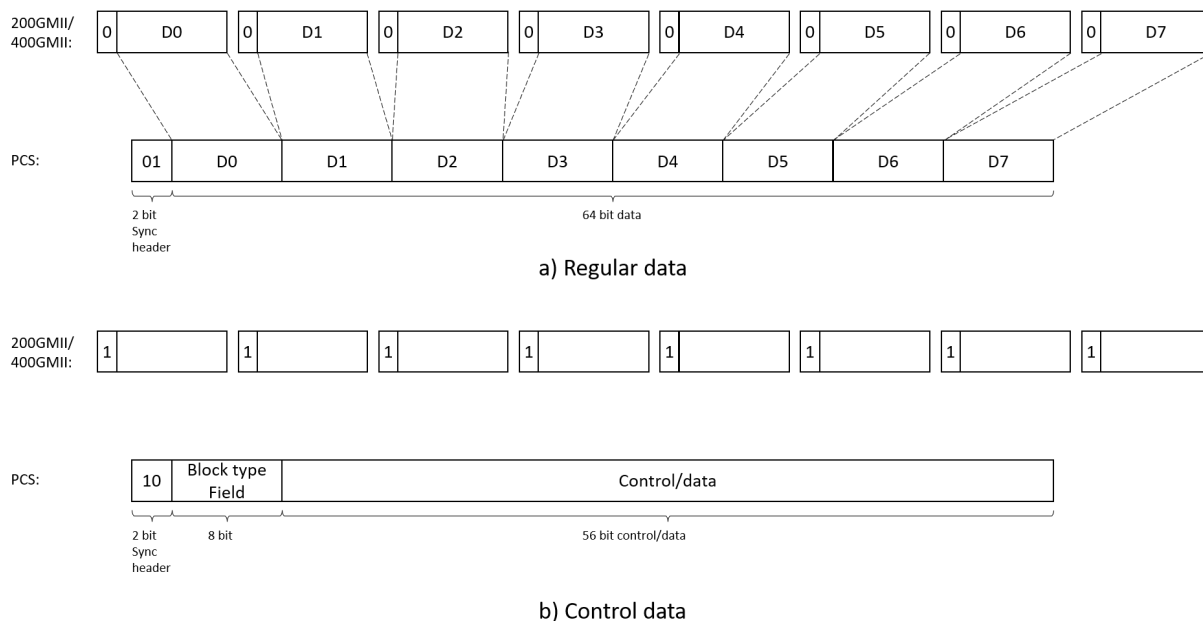 200GMII/
400GMII:
0 D0 0 D1 0 D2 0 D3 0 D4 0 D5 0 D6 0 D7
PCS:
01 D0 D1 D2 D3 D4 D5 D6 D7
2 bit
Sync
header
64 bit data
a) Regular data
200GMII/
400GMII:
1 1 1 1 1 1 1 1
PCS:
10
Block type
Field
Control/data
2 bit
Sync
header
8 bit
56 bit control/data
b) Control data